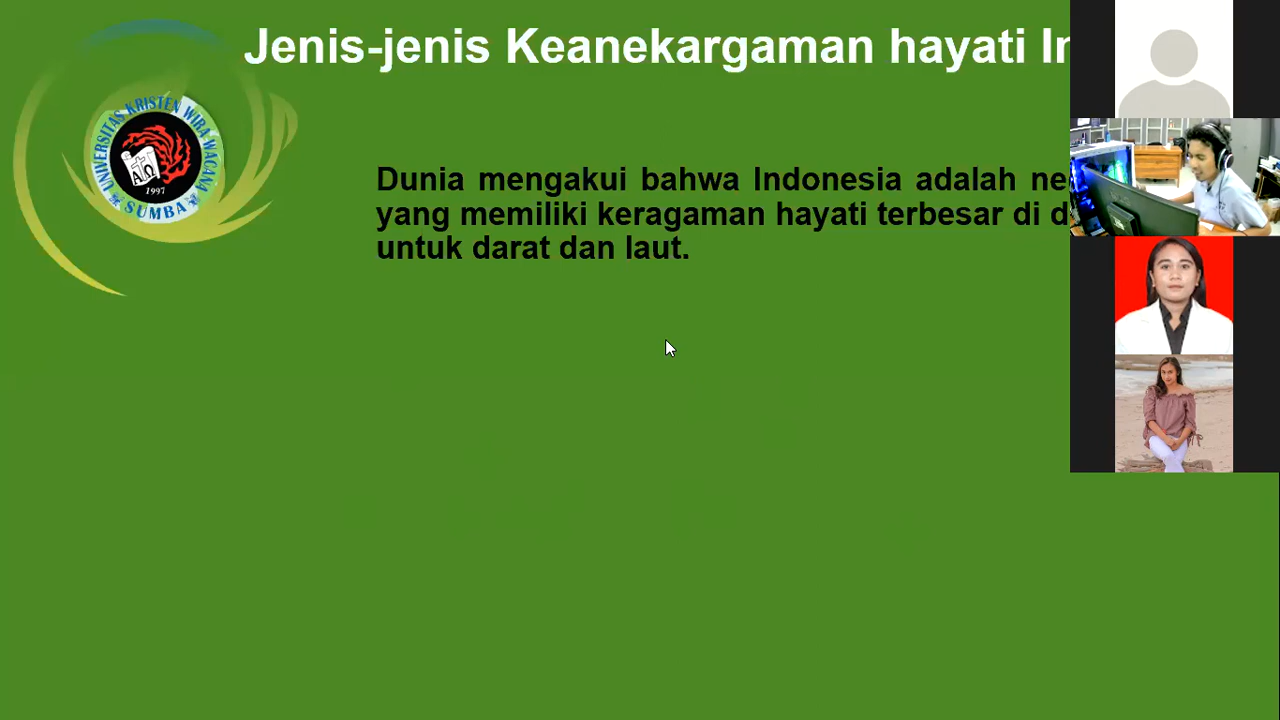 Jenis-jenis Keanekargaman hayati
UNIVERSITAS KRISTEN WIRA WACANA
1997
SUMBA
Dunia mengakui bahwa Indonesia adalah
yang memiliki keragaman hayati terbesar di
untuk darat dan laut.